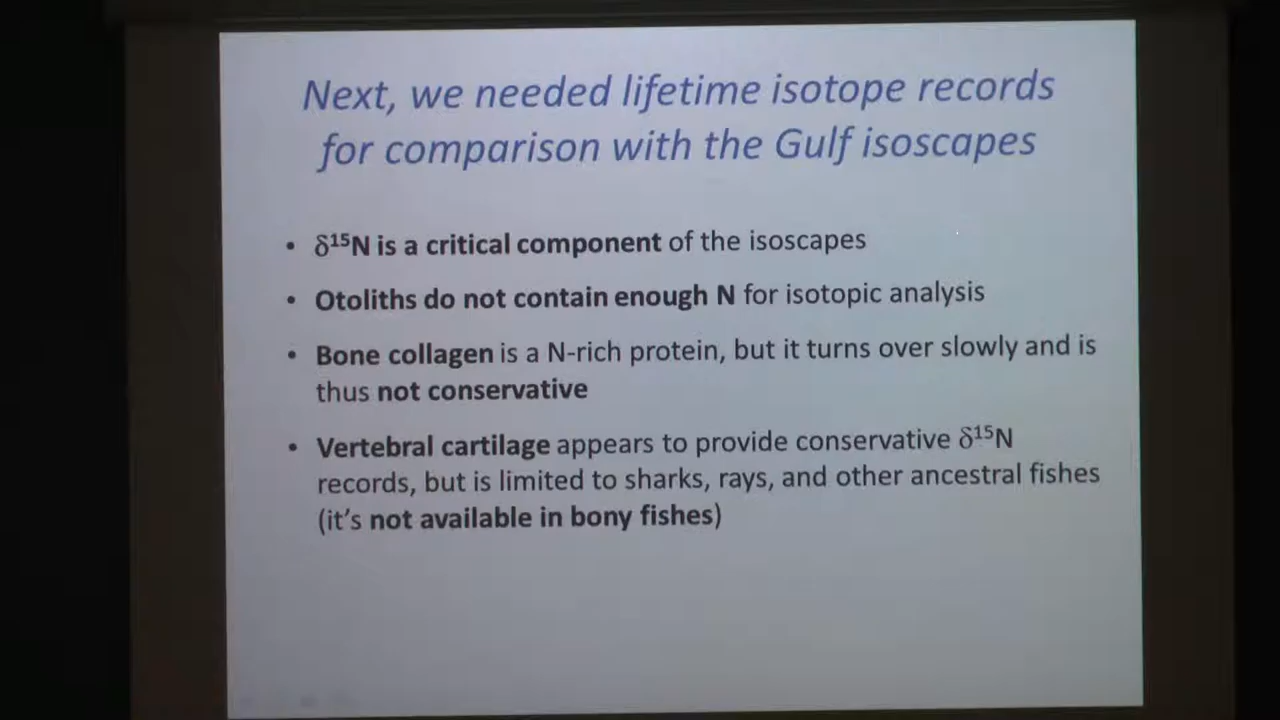 Next, we needed lifetime isotope records
for comparison with the Gulf isoscapes
• δ¹⁵N is a critical component of the isoscapes
• Otoliths do not contain enough N for isotopic analysis
• Bone collagen is a N-rich protein, but it turns over slowly and is
thus not conservative
• Vertebral cartilage appears to provide conservative δ¹⁵N
records, but is limited to sharks, rays, and other ancestral fishes
(it's not available in bony fishes)